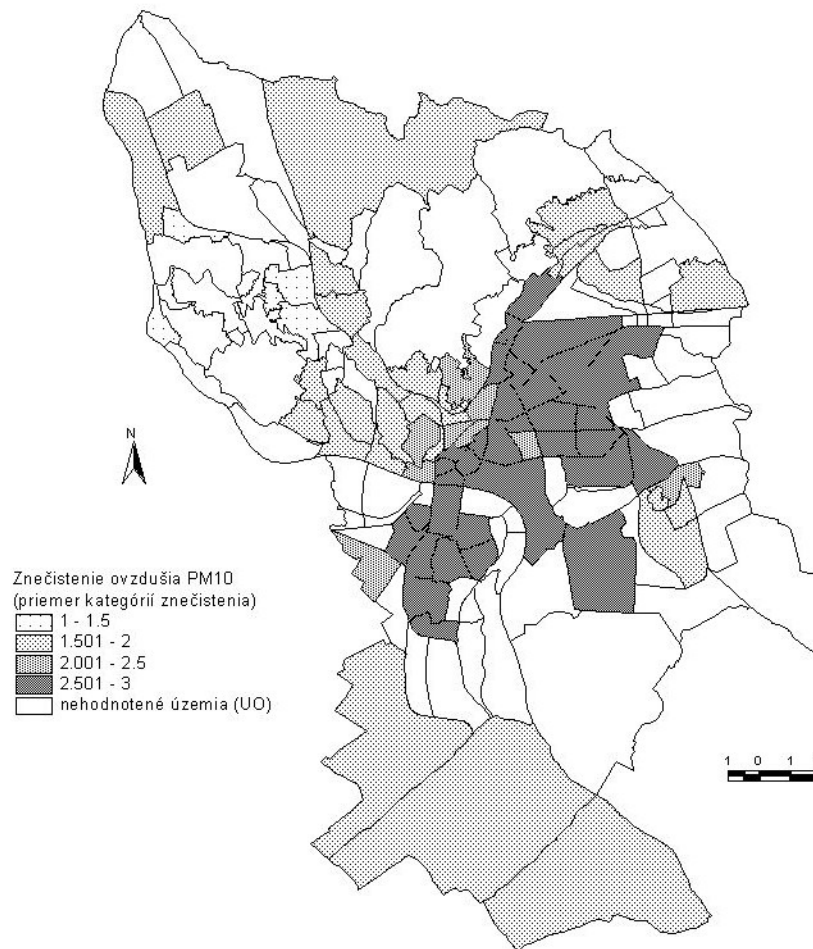 N
Znečistenie ovzdušia PM10
(priemer kategórií znečistenia)
1 - 1.5
1.501 - 2
2.001 - 2.5
2.501 - 3
nehodnotené územia (UO)
1 0 1